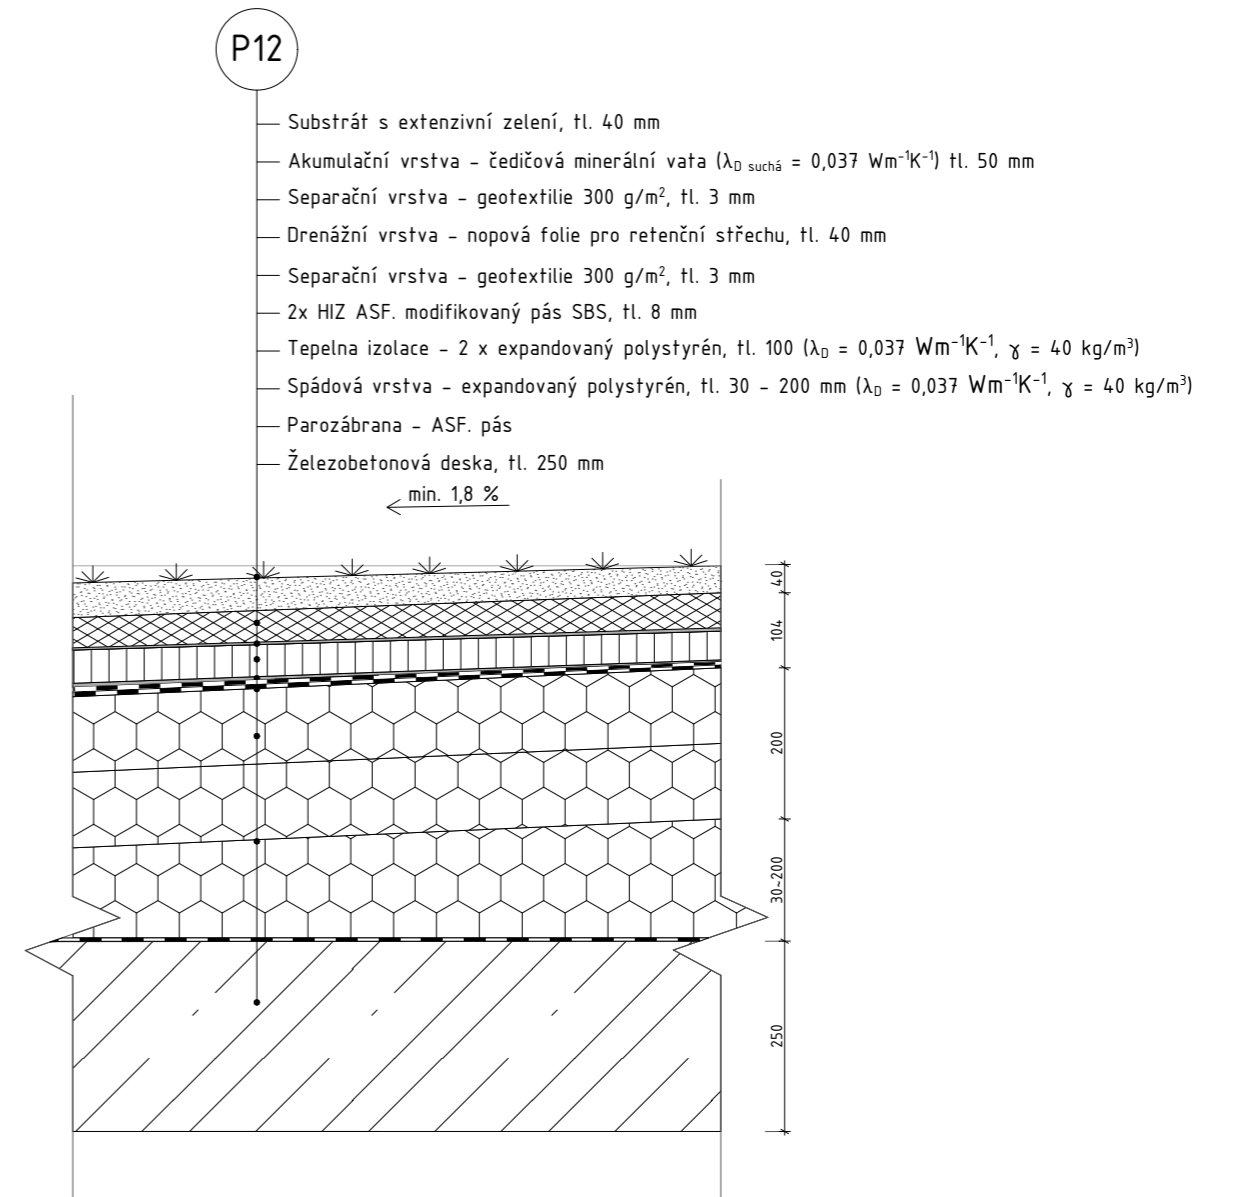 P12
Substrát s extenzivní zelení, tl. 40 mm
Akumulační vrstva - čedičová minerální vata (λD suchá = 0,037 Wm⁻¹K⁻¹) tl. 50 mm
Separační vrstva - geotextilie 300 g/m², tl. 3 mm
Drenážní vrstva - nopová folie pro retenční střechu, tl. 40 mm
Separační vrstva - geotextilie 300 g/m², tl. 3 mm
2x HIZ ASF. modifikovaný pás SBS, tl. 8 mm
Tepelna izolace - 2 x expandovaný polystyrén, tl. 100 (λD = 0,037 Wm⁻¹K⁻¹, γ = 40 kg/m³)
Spádová vrstva - expandovaný polystyrén, tl. 30 - 200 mm (λD = 0,037 Wm⁻¹K⁻¹, γ = 40 kg/m³)
Parozábrana - ASF. pás
Železobetonová deska, tl. 250 mm
min. 1,8 %
40
104
200
30~200
250